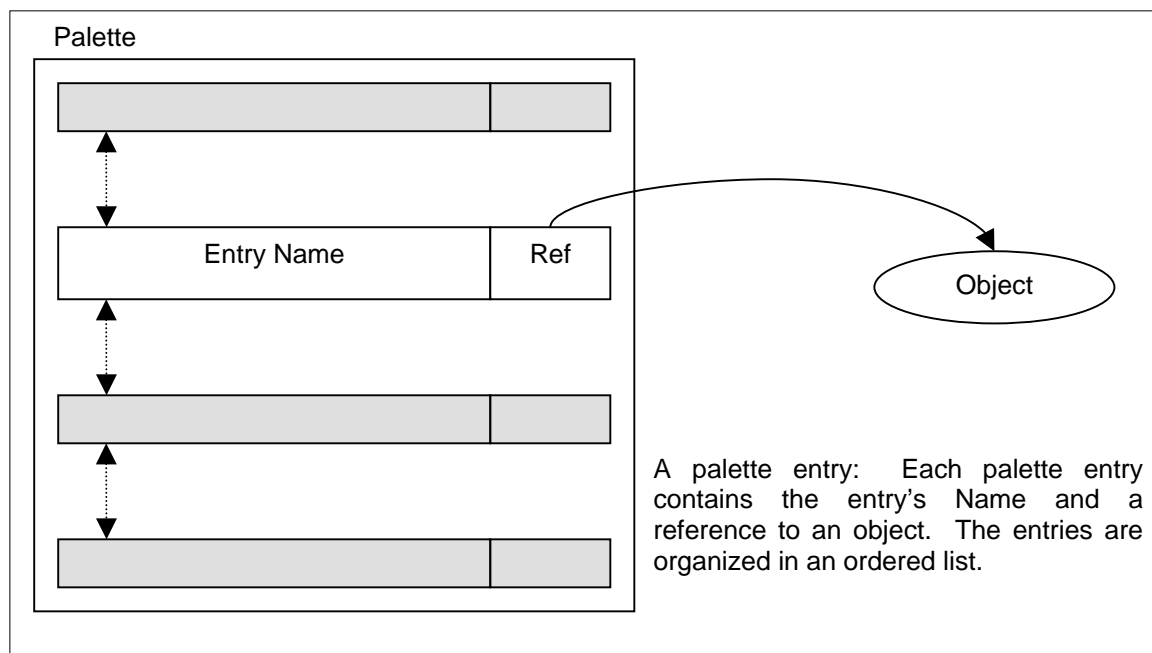 Palette
Entry Name
Ref
Object
A palette entry: Each palette entry
contains the entry's Name and a
reference to an object. The entries are
organized in an ordered list.